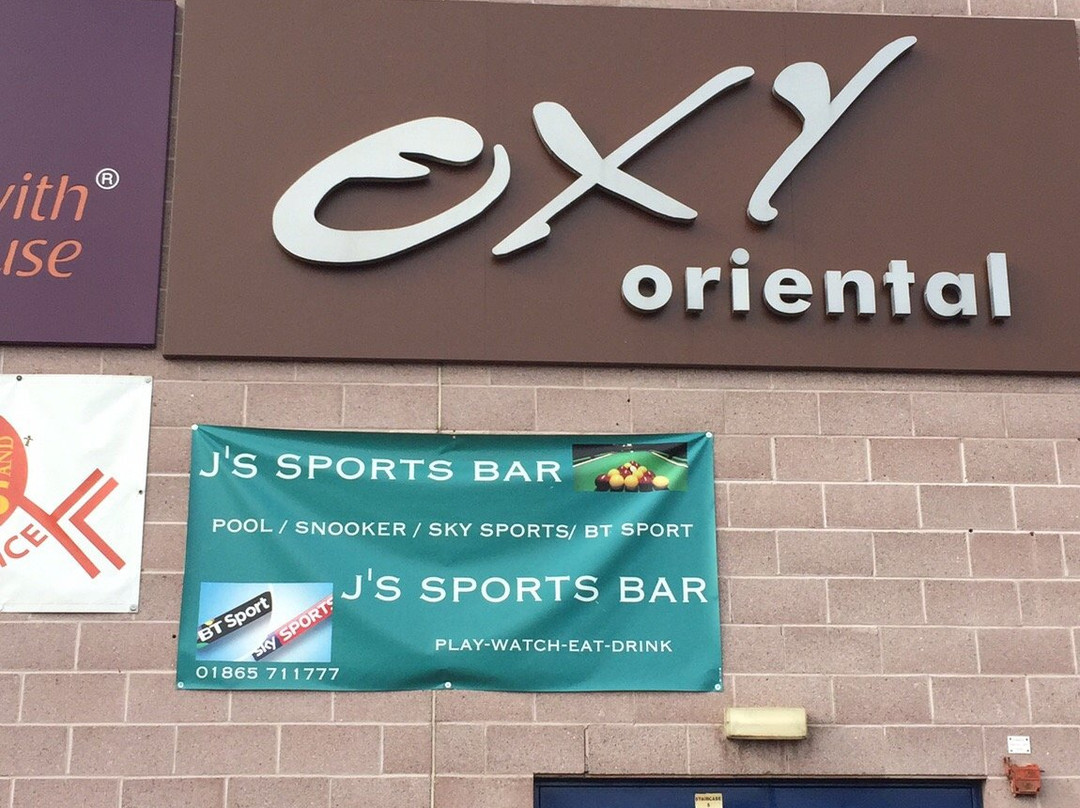 with®
use
oxy
oriental
AND
ICE
J'S SPORTS BAR
POOL / SNOOKER / SKY SPORTS/ BT SPORT
J'S SPORTS BAR
BT Sport
sky SPORTS
PLAY-WATCH-EAT-DRINK
01865 711777
STAIRCASE